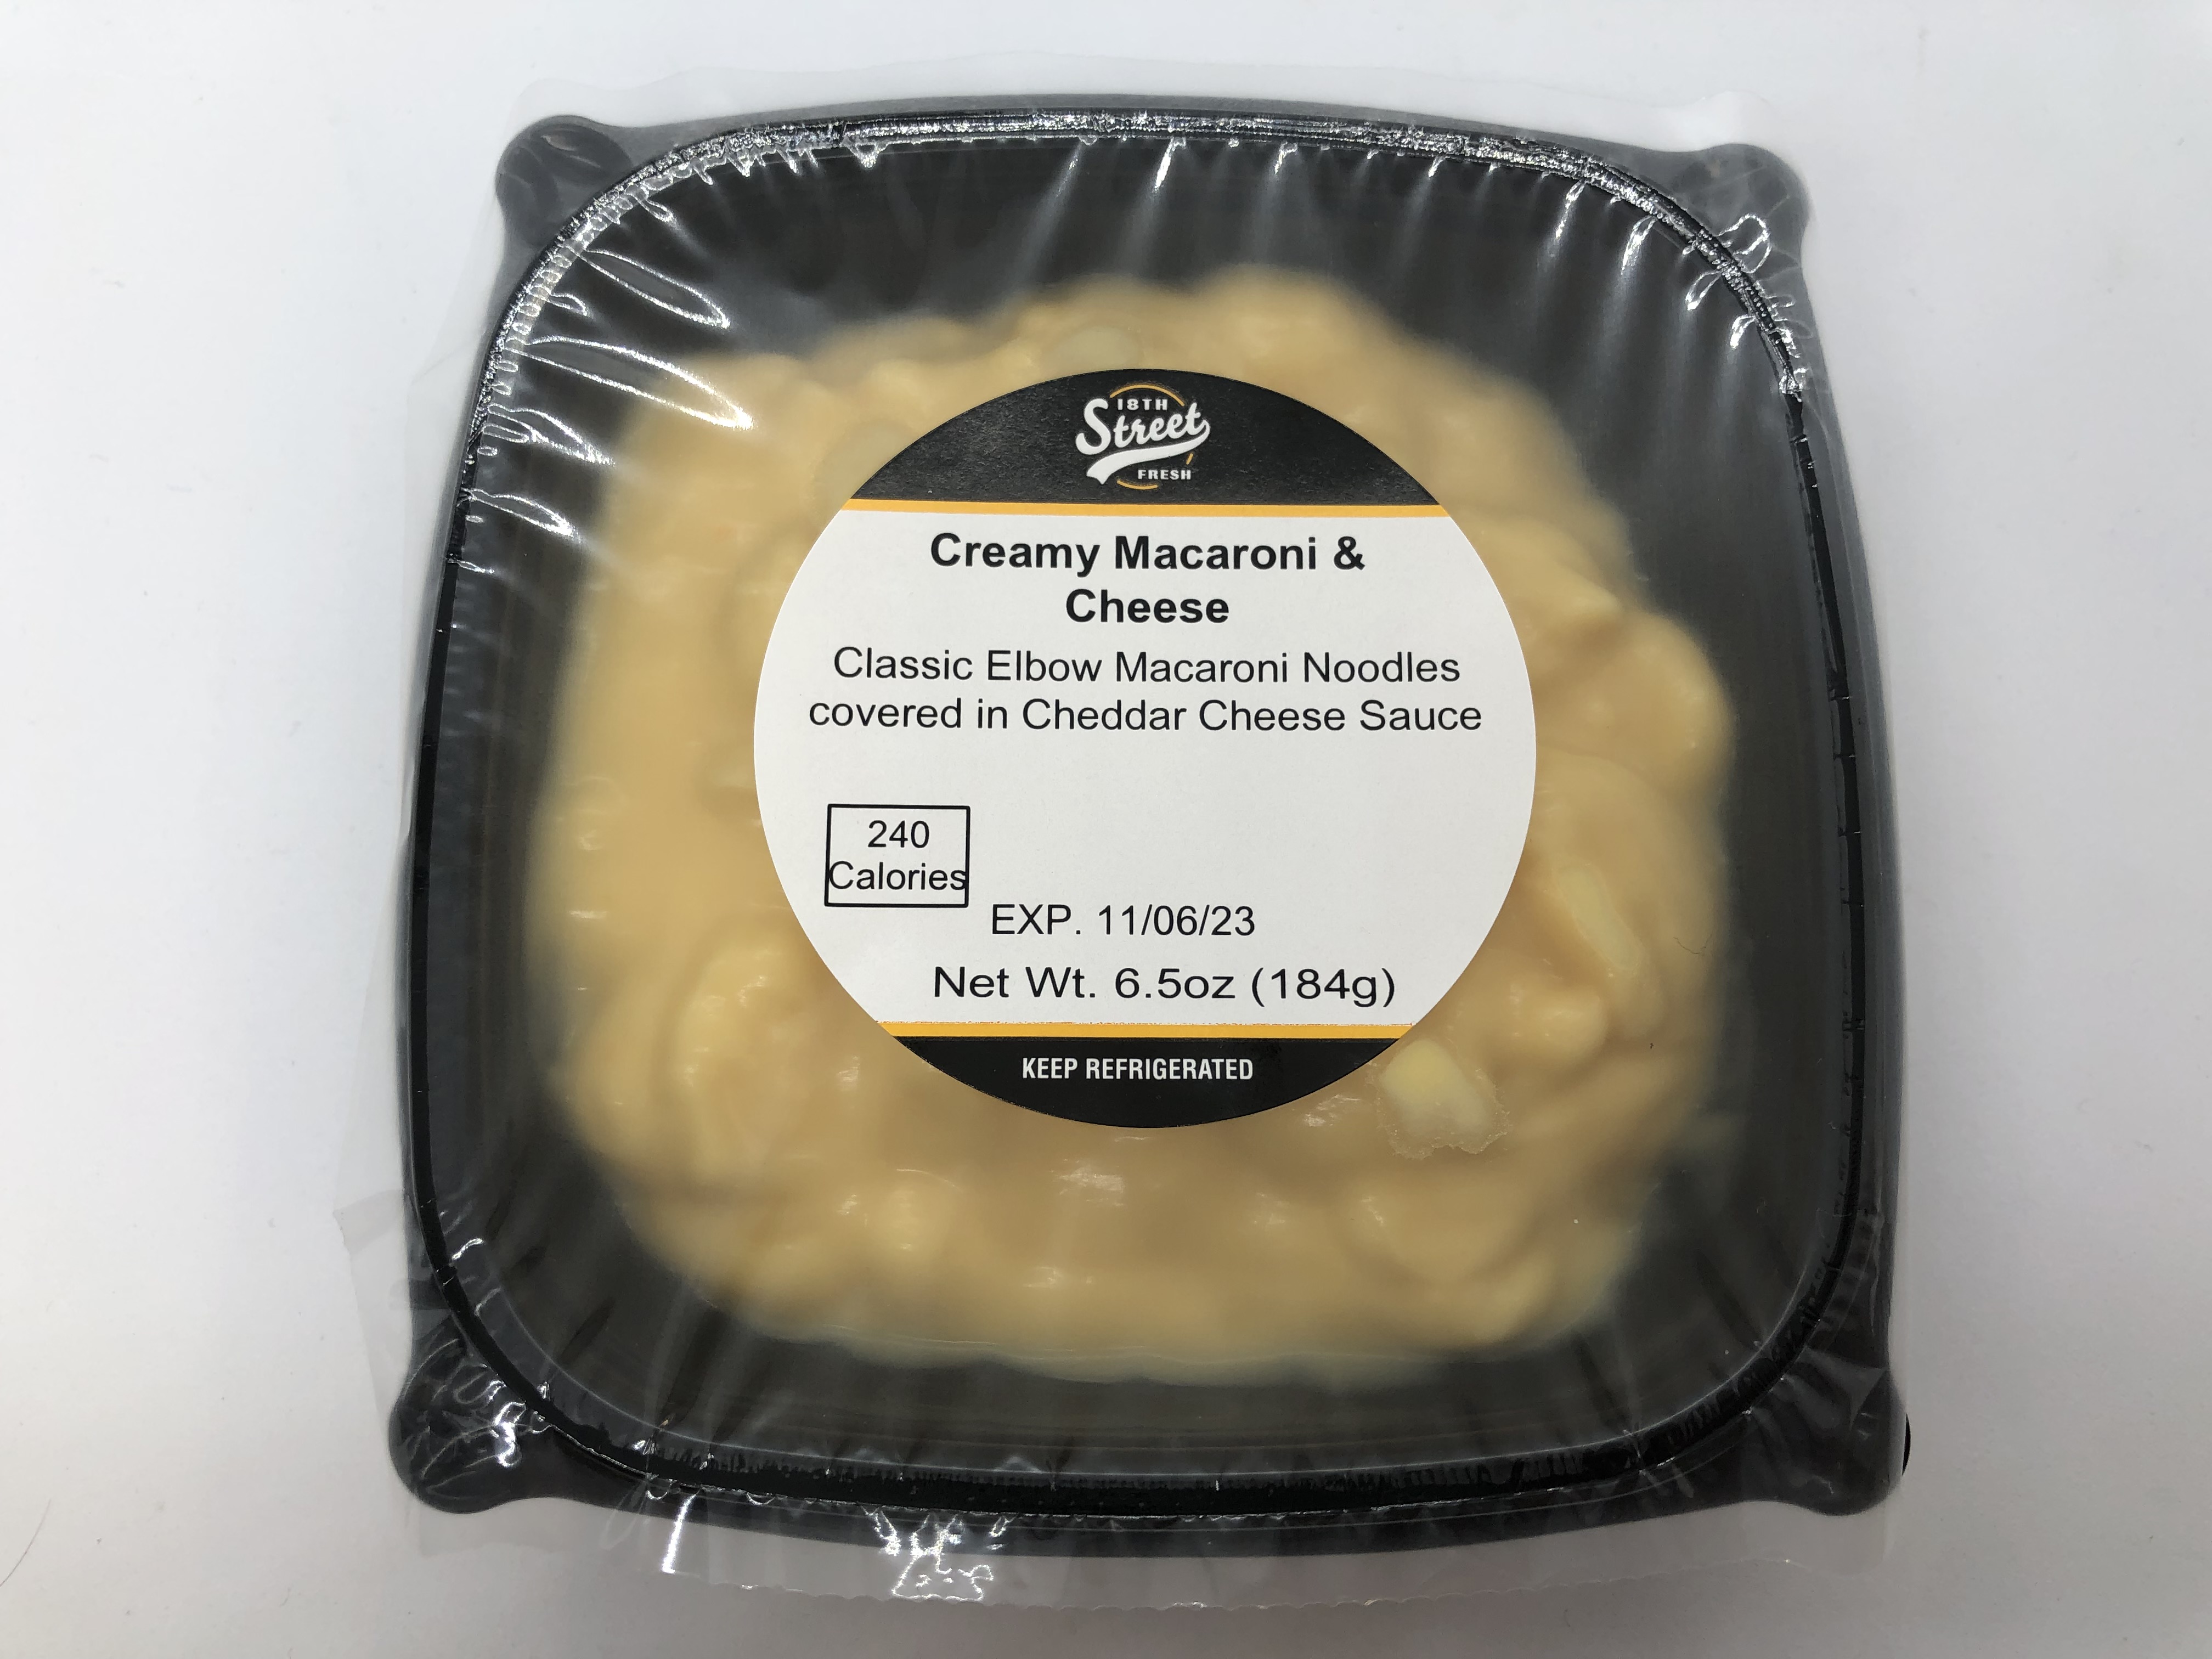 18TH
Street
FRESH
Creamy Macaroni &
Cheese
Classic Elbow Macaroni Noodles
covered in Cheddar Cheese Sauce
240
Calories
EXP. 11/06/23
Net Wt. 6.5oz (184g)
KEEP REFRIGERATED